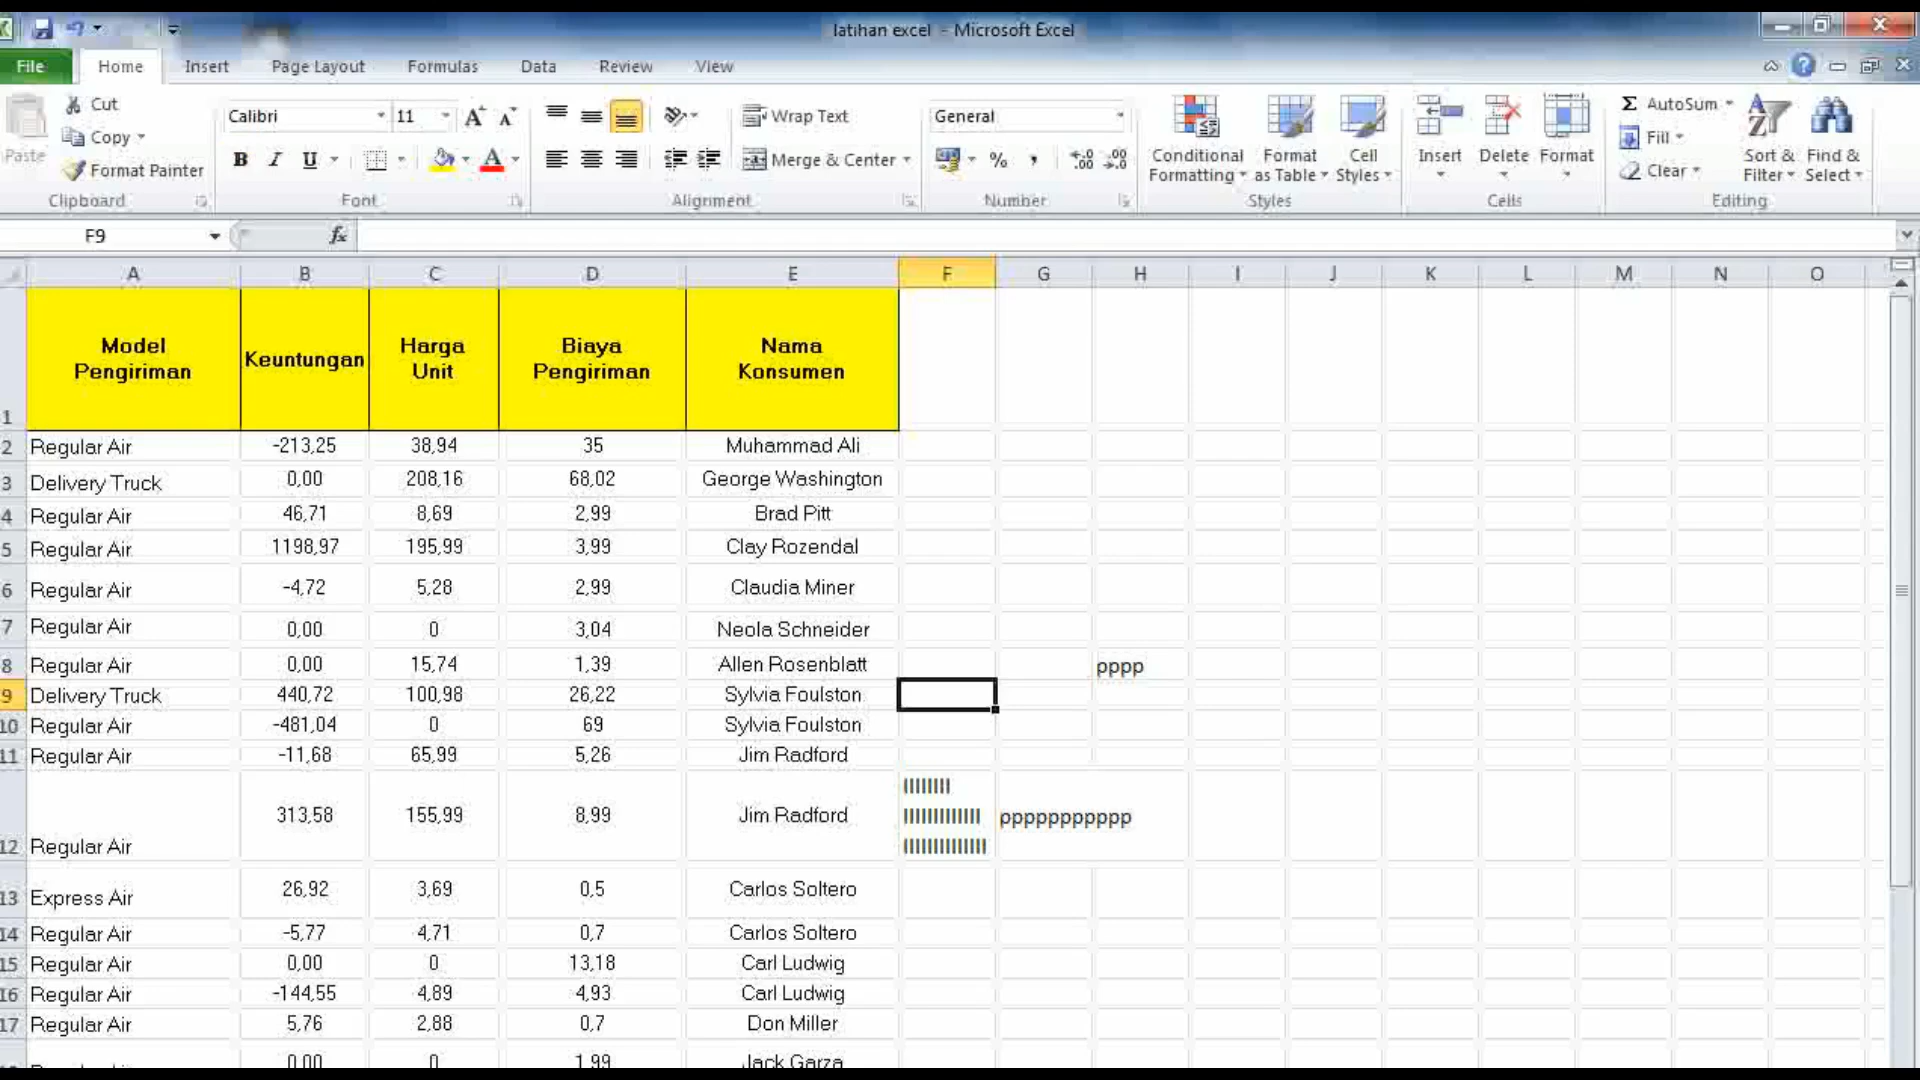 latihan excel - Microsoft Excel
File Home Insert Page Layout Formulas Data Review View
Cut
Copy
Format Painter
Paste
Clipboard
Calibri 11
B I U
Font
Wrap Text
Merge & Center
Alignment
General
%
Number
Conditional Formatting
Format as Table
Cell Styles
Styles
Insert Delete Format
Cells
Σ AutoSum
Fill
Clear
Sort & Filter
Find & Select
Editing
F9 fx
A B C D E F G H I J K L M N O
1 Model Pengiriman Keuntungan Harga Unit Biaya Pengiriman Nama Konsumen
2 Regular Air -213,25 38,94 35 Muhammad Ali
3 Delivery Truck 0,00 208,16 68,02 George Washington
4 Regular Air 46,71 8,69 2,99 Brad Pitt
5 Regular Air 1198,97 195,99 3,99 Clay Rozendal
6 Regular Air -4,72 5,28 2,99 Claudia Miner
7 Regular Air 0,00 0 3,04 Neola Schneider
8 Regular Air 0,00 15,74 1,39 Allen Rosenblatt pppp
9 Delivery Truck 440,72 100,98 26,22 Sylvia Foulston
10 Regular Air -481,04 0 69 Sylvia Foulston
11 Regular Air -11,68 65,99 5,26 Jim Radford
12 Regular Air 313,58 155,99 8,99 Jim Radford ppppppppppp
13 Express Air 26,92 3,69 0,5 Carlos Soltero
14 Regular Air -5,77 4,71 0,7 Carlos Soltero
15 Regular Air 0,00 0 13,18 Carl Ludwig
16 Regular Air -144,55 4,89 4,93 Carl Ludwig
17 Regular Air 5,76 2,88 0,7 Don Miller
0,00 0 1,99 Jack Garza